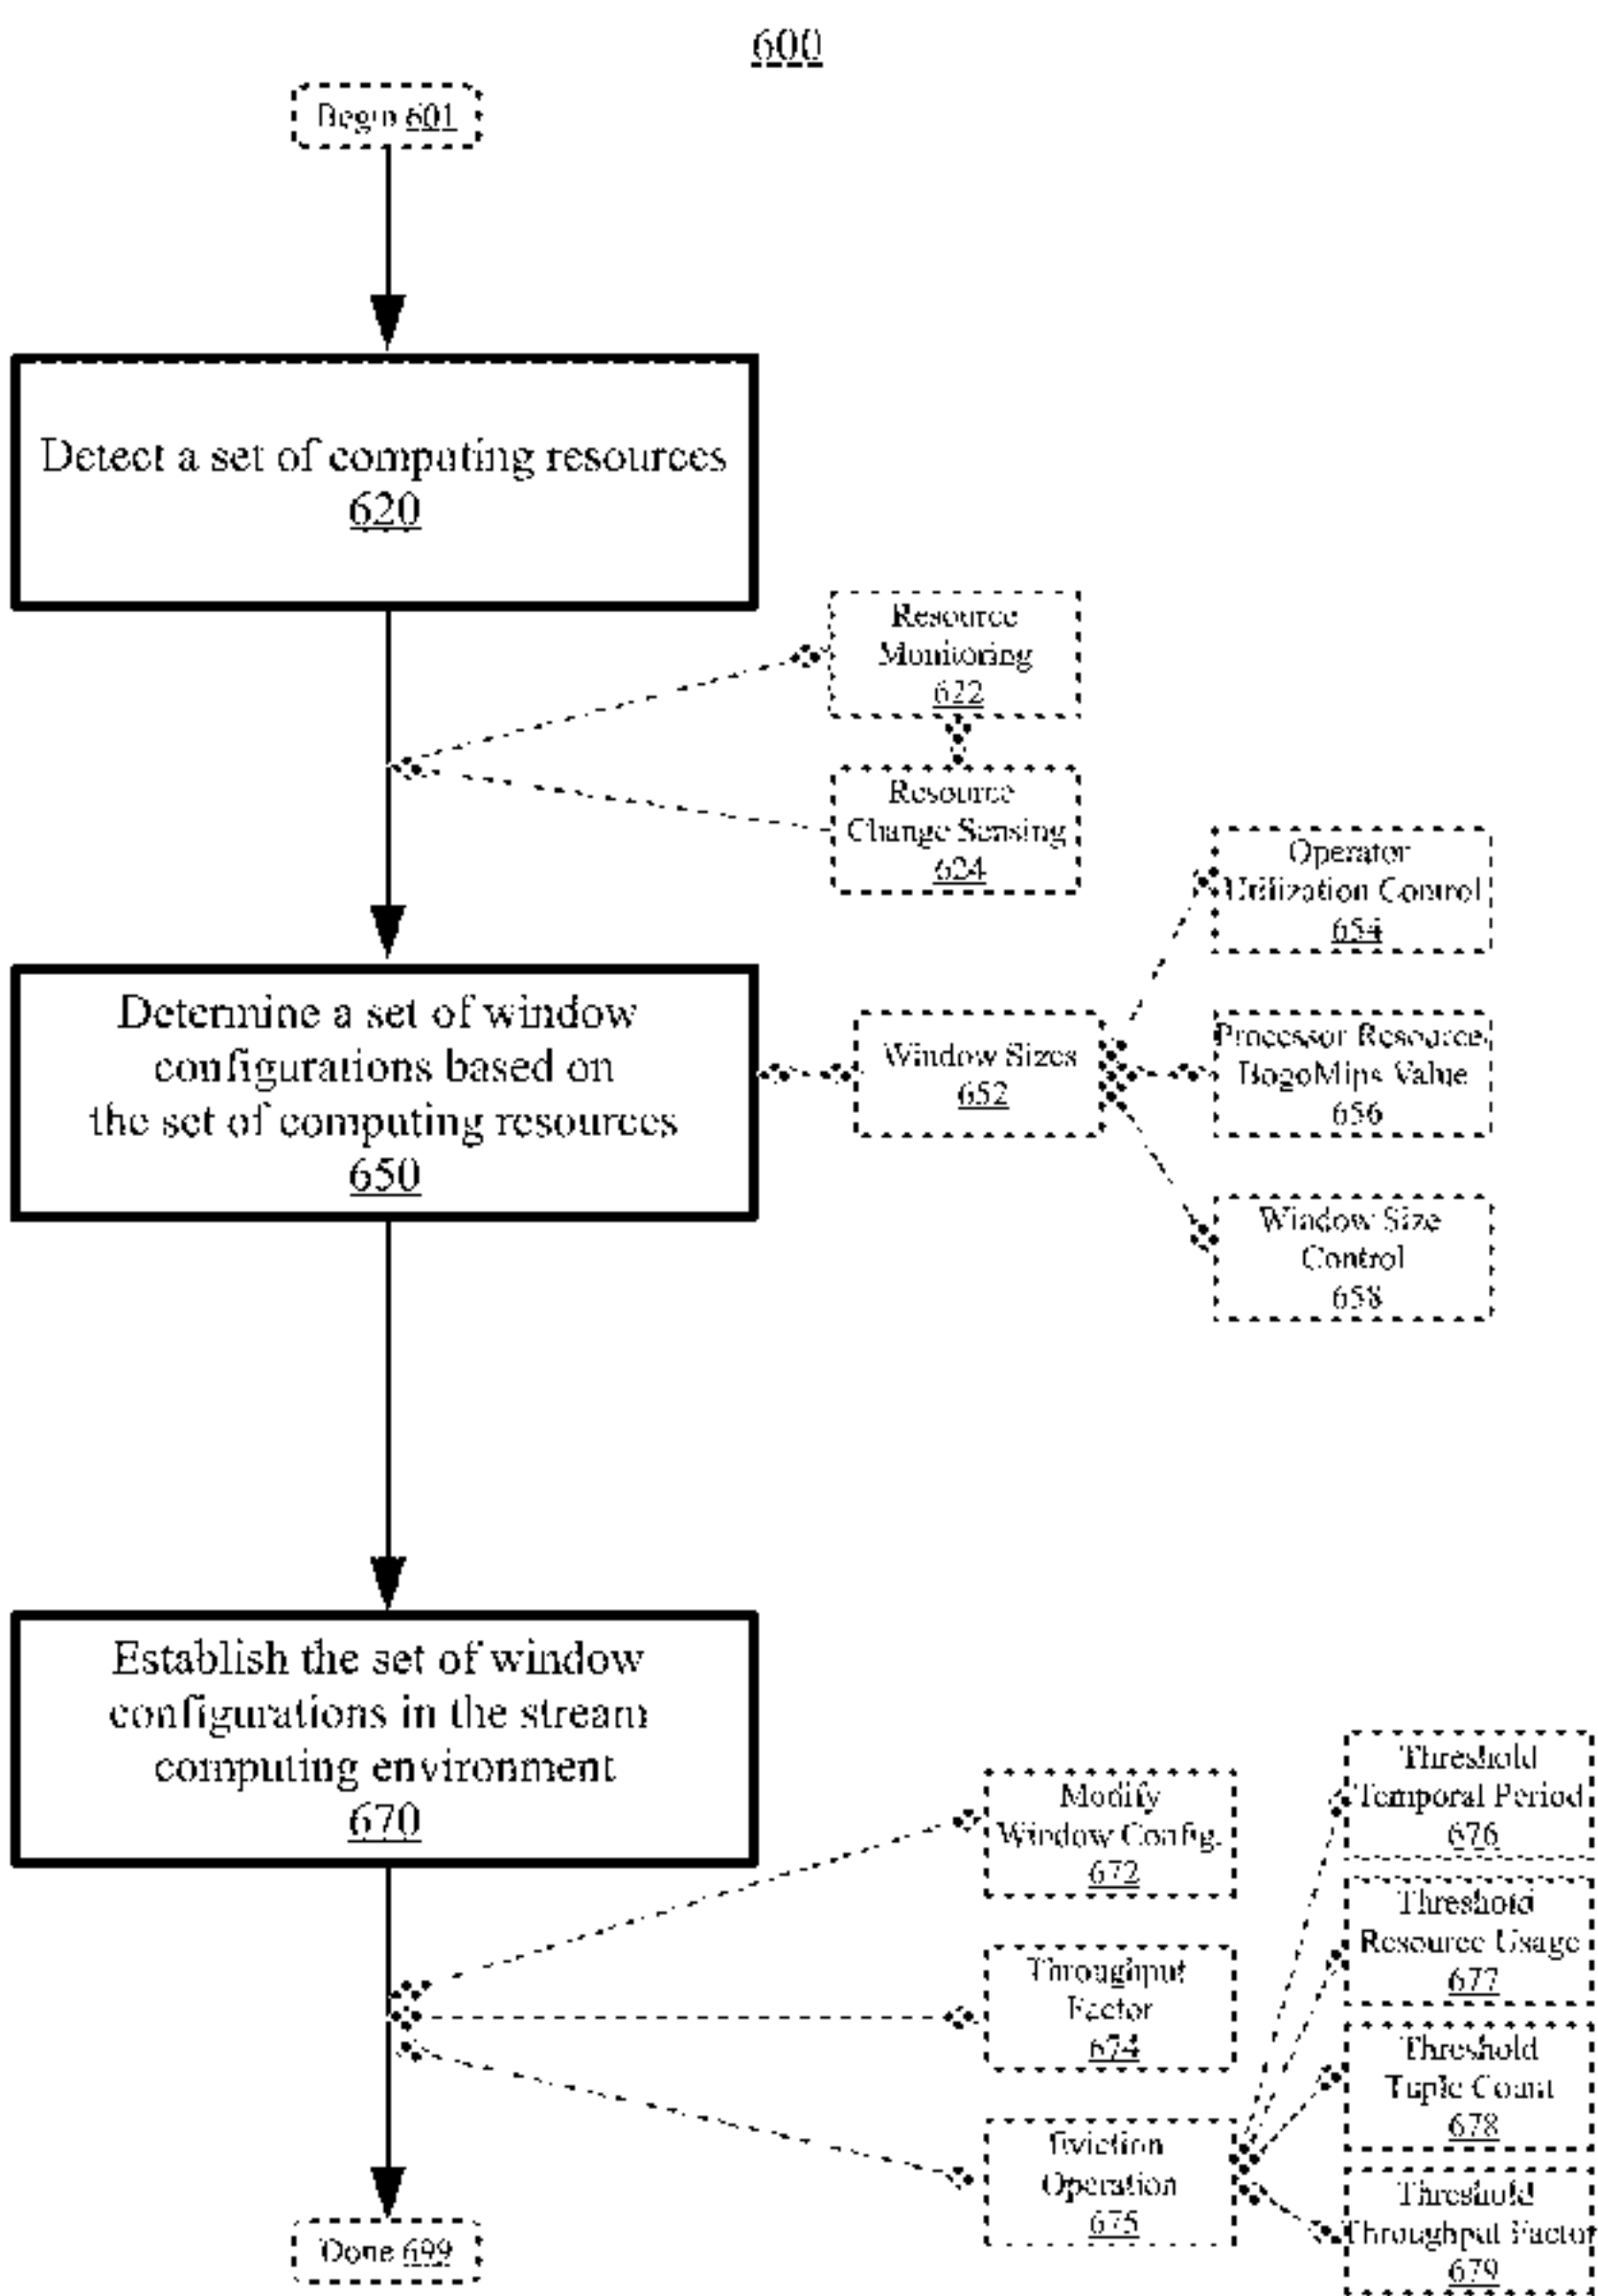 600
Begin 601
Detect a set of computing resources
620
Resource
Monitoring
622
Resource
Change Sensing
624
Determine a set of window
configurations based on
the set of computing resources
650
Window Sizes
652
Operator
Utilization Control
654
Processor Resource
BogoMips Value
656
Window Size
Control
658
Establish the set of window
configurations in the stream
computing environment
670
Modify
Window Config.
672
Throughput
Factor
674
Eviction
Operation
675
Threshold
Temporal Period
676
Threshold
Resource Usage
677
Threshold
Tuple Count
678
Threshold
Throughput Factor
679
Done 699